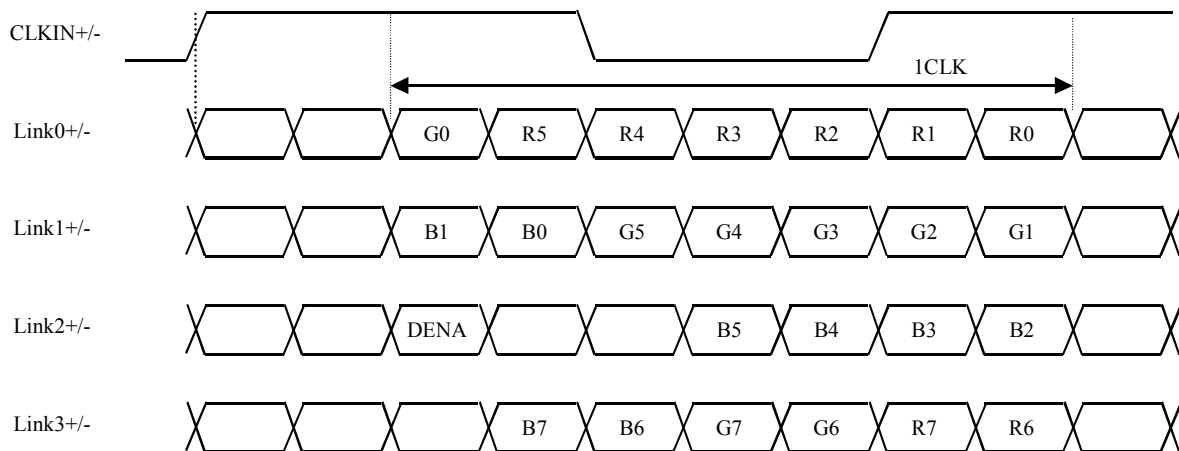 CLKIN+/-
1CLK
Link0+/- G0 R5 R4 R3 R2 R1 R0
Link1+/- B1 B0 G5 G4 G3 G2 G1
Link2+/- DENA B5 B4 B3 B2
Link3+/- B7 B6 G7 G6 R7 R6